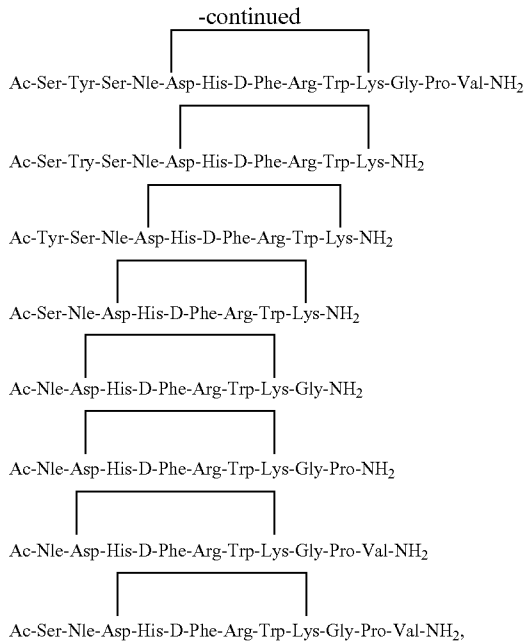 -continued
Ac-Ser-Tyr-Ser-Nle-Asp-His-D-Phe-Arg-Trp-Lys-Gly-Pro-Val-NH₂
Ac-Ser-Try-Ser-Nle-Asp-His-D-Phe-Arg-Trp-Lys-NH₂
Ac-Tyr-Ser-Nle-Asp-His-D-Phe-Arg-Trp-Lys-NH₂
Ac-Ser-Nle-Asp-His-D-Phe-Arg-Trp-Lys-NH₂
Ac-Nle-Asp-His-D-Phe-Arg-Trp-Lys-Gly-NH₂
Ac-Nle-Asp-His-D-Phe-Arg-Trp-Lys-Gly-Pro-NH₂
Ac-Nle-Asp-His-D-Phe-Arg-Trp-Lys-Gly-Pro-Val-NH₂
Ac-Ser-Nle-Asp-His-D-Phe-Arg-Trp-Lys-Gly-Pro-Val-NH₂,